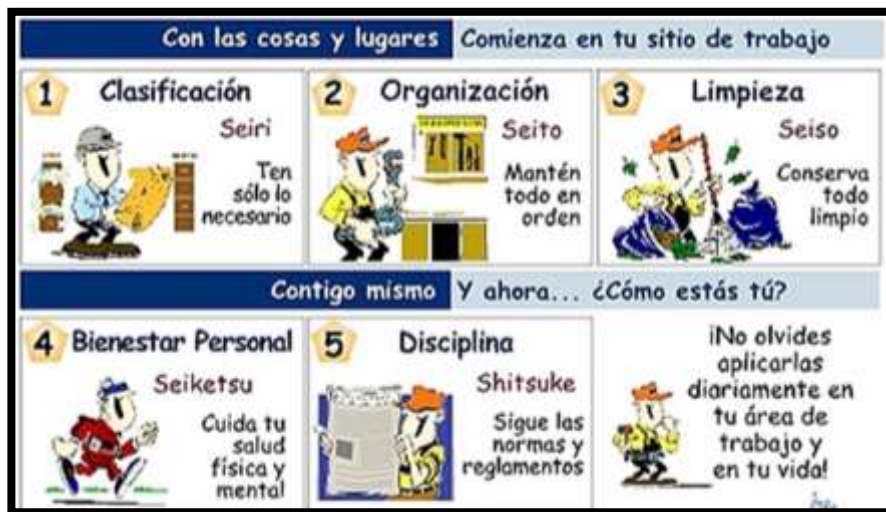 Con las cosas y lugares Comienza en tu sitio de trabajo
1 Clasificación
Seiri
Ten
sólo lo
necesario
2 Organización
Seito
Mantén
todo en
orden
3 Limpieza
Seiso
Conserva
todo
limpio
Contigo mismo Y ahora... ¿Cómo estás tú?
4 Bienestar Personal
Seiketsu
Cuida tu
salud
física y
mental
5 Disciplina
Shitsuke
Sigue las
normas y
reglamentos
¡No olvides
aplicarlas
diariamente en
tu área de
trabajo y
en tu vida!